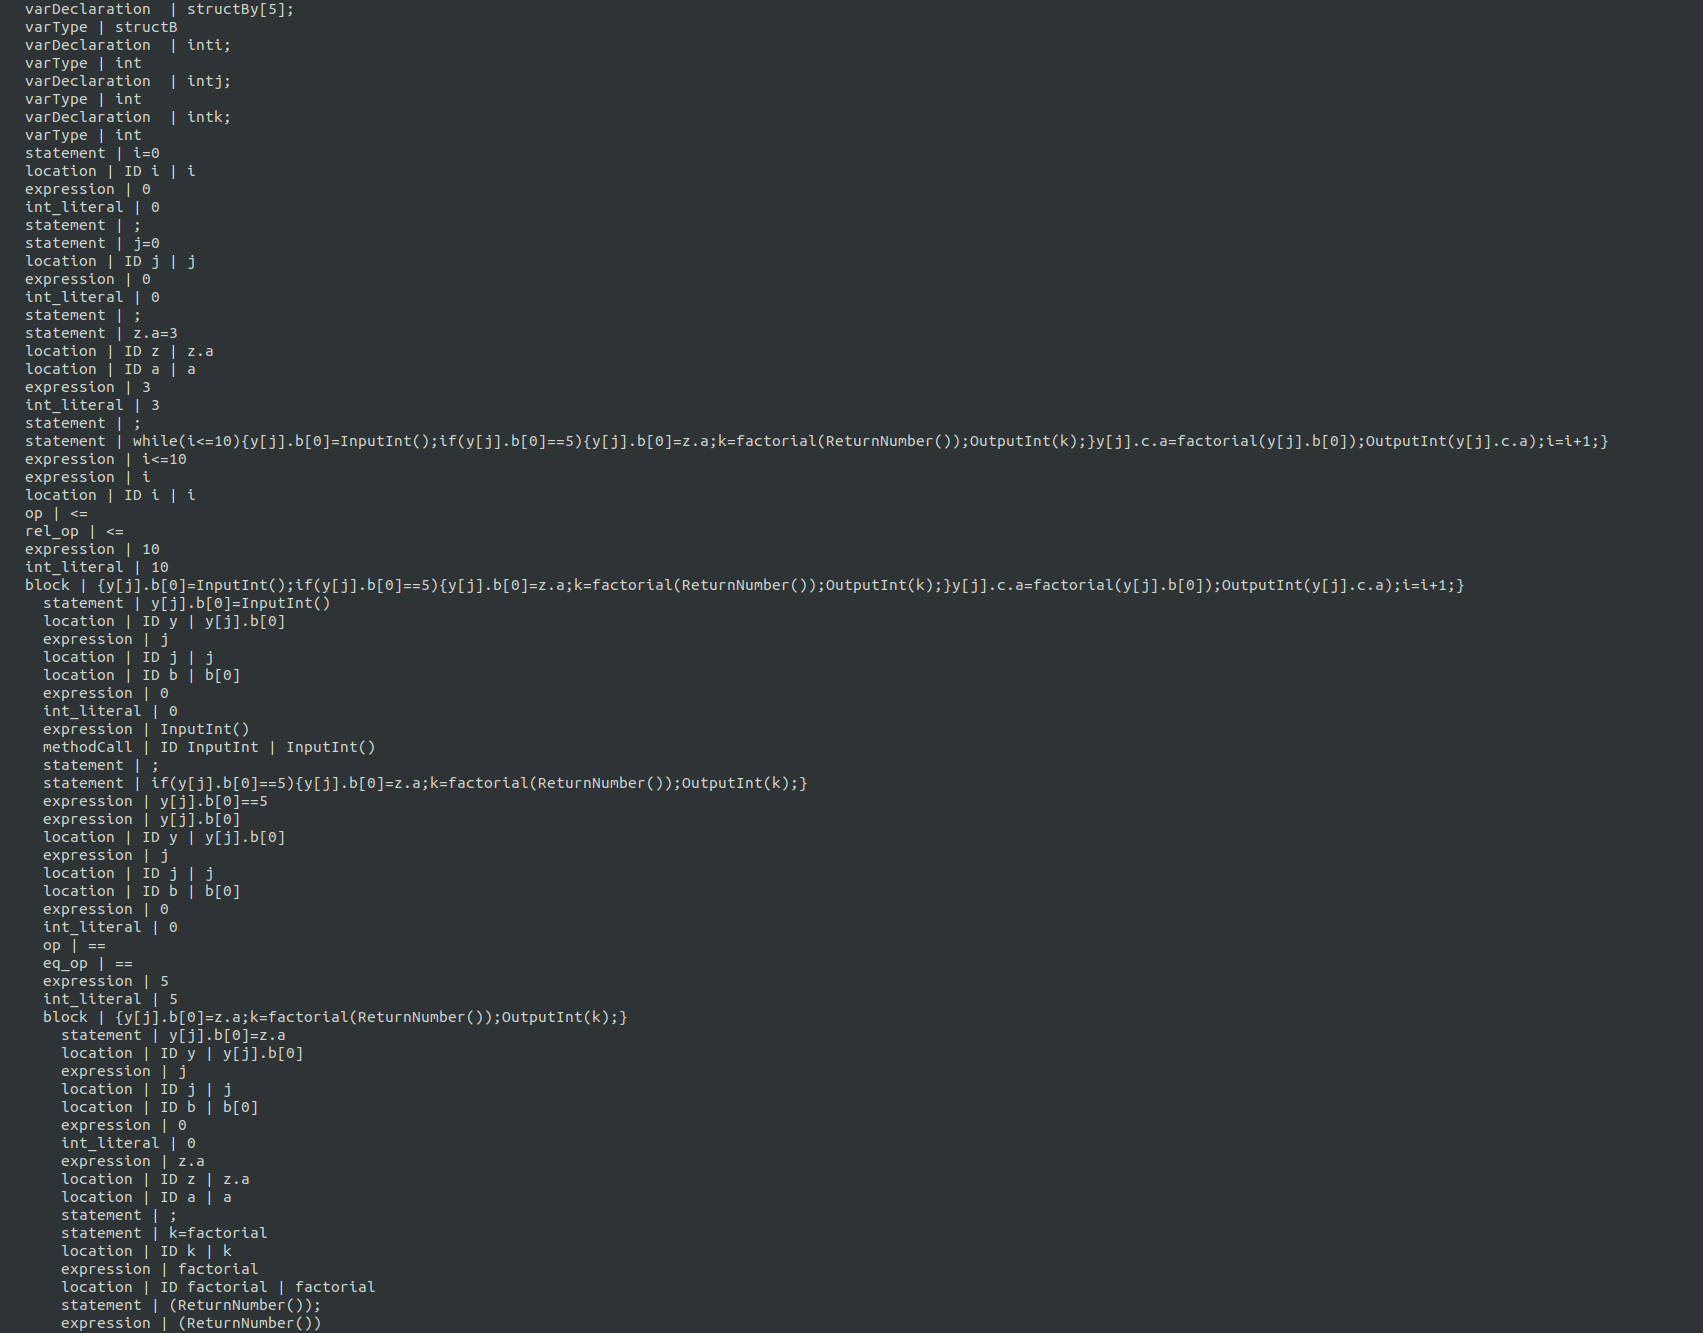 varDeclaration  | structBy[5];
varType | structB
varDeclaration  | inti;
varType | int
varDeclaration  | intj;
varType | int
varDeclaration  | intk;
varType | int
statement | i=0
location | ID i | i
expression | 0
int_literal | 0
statement | ;
statement | j=0
location | ID j | j
expression | 0
int_literal | 0
statement | ;
statement | z.a=3
location | ID z | z.a
location | ID a | a
expression | 3
int_literal | 3
statement | ;
statement | while(i<=10){y[j].b[0]=InputInt();if(y[j].b[0]==5){y[j].b[0]=z.a;k=factorial(ReturnNumber());OutputInt(k);}y[j].c.a=factorial(y[j].b[0]);OutputInt(y[j].c.a);i=i+1;}
expression | i<=10
expression | i
location | ID i | i
op | <=
rel_op | <=
expression | 10
int_literal | 10
block | {y[j].b[0]=InputInt();if(y[j].b[0]==5){y[j].b[0]=z.a;k=factorial(ReturnNumber());OutputInt(k);}y[j].c.a=factorial(y[j].b[0]);OutputInt(y[j].c.a);i=i+1;}
  statement | y[j].b[0]=InputInt()
  location | ID y | y[j].b[0]
  expression | j
  location | ID j | j
  location | ID b | b[0]
  expression | 0
  int_literal | 0
  expression | InputInt()
  methodCall | ID InputInt | InputInt()
  statement | ;
  statement | if(y[j].b[0]==5){y[j].b[0]=z.a;k=factorial(ReturnNumber());OutputInt(k);}
  expression | y[j].b[0]==5
  expression | y[j].b[0]
  location | ID y | y[j].b[0]
  expression | j
  location | ID j | j
  location | ID b | b[0]
  expression | 0
  int_literal | 0
  op | ==
  eq_op | ==
  expression | 5
  int_literal | 5
  block | {y[j].b[0]=z.a;k=factorial(ReturnNumber());OutputInt(k);}
    statement | y[j].b[0]=z.a
    location | ID y | y[j].b[0]
    expression | j
    location | ID j | j
    location | ID b | b[0]
    expression | 0
    int_literal | 0
    expression | z.a
    location | ID z | z.a
    location | ID a | a
    statement | ;
    statement | k=factorial
    location | ID k | k
    expression | factorial
    location | ID factorial | factorial
    statement | (ReturnNumber());
    expression | (ReturnNumber())